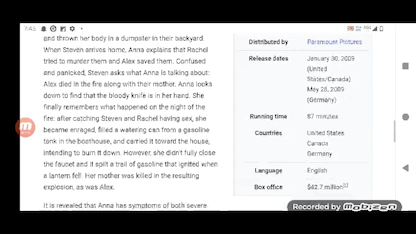 7:45
and thrown her body in a dumpster in their backyard.
When Steven arrives home, Anna explains that Rachel
tried to murder them and Alex saved them. Confused
and panicked, Steven asks what Anna is talking about:
Alex died in the fire along with their mother. Anna looks
down to find that the bloody knife is in her hand. She
finally remembers what happened on the night of the
fire: after catching Steven and Rachel having sex, she
became enraged, filled a watering can from a gasoline
tank in the boathouse, and carried it toward the house,
intending to burn it down. However, she didn't fully close
the faucet and it spilt a trail of gasoline that ignited when
a lantern fell. Her mother was killed in the resulting
explosion, as was Alex.
It is revealed that Anna has symptoms of both severe
Distributed by Paramount Pictures
Release dates January 30, 2009
(United
States/Canada)
May 28, 2009
(Germany)
Running time 87 minutes
Countries United States
Canada
Germany
Language English
Box office $42.7 million
Recorded by Mobizen